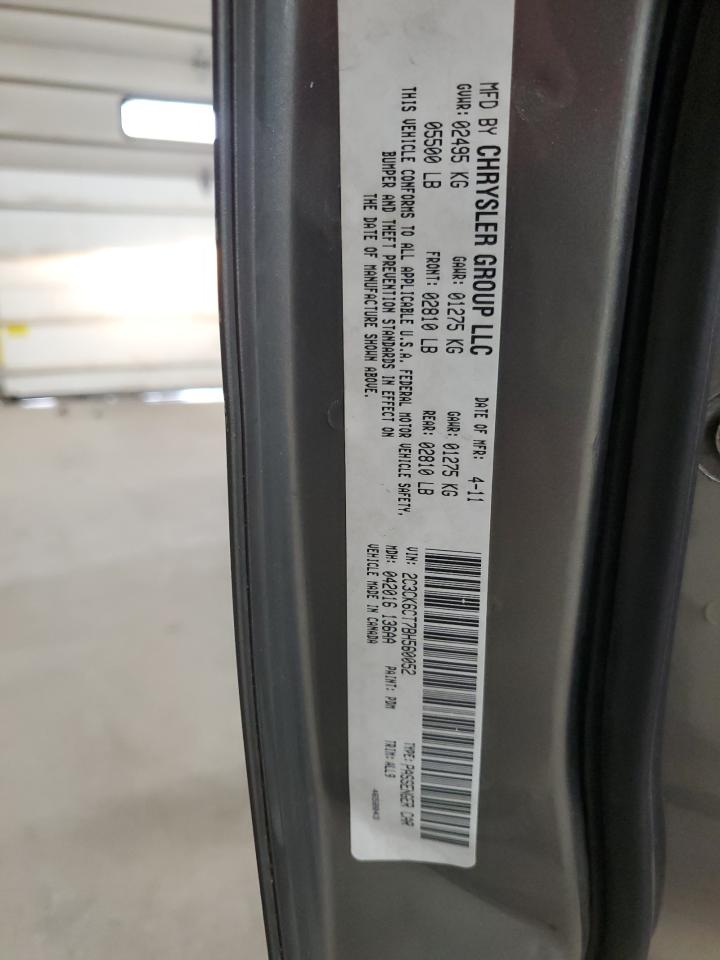 MFD BY CHRYSLER GROUP LLC DATE OF MFR: 4-11
GVWR: 02495 KG GAWR: 01275 KG GAWR: 01275 KG
05500 LB FRONT: 02810 LB REAR: 02810 LB
THIS VEHICLE CONFORMS TO ALL APPLICABLE U.S.A. FEDERAL MOTOR VEHICLE SAFETY,
BUMPER AND THEFT PREVENTION STANDARDS IN EFFECT ON
THE DATE OF MANUFACTURE SHOWN ABOVE.
VIN: 2C3CK6CT7BH560052 TYPE: PASSENGER CAR
MDH: 042016 136AA PAINT: PDM TRIM: ALL9
VEHICLE MADE IN CANADA